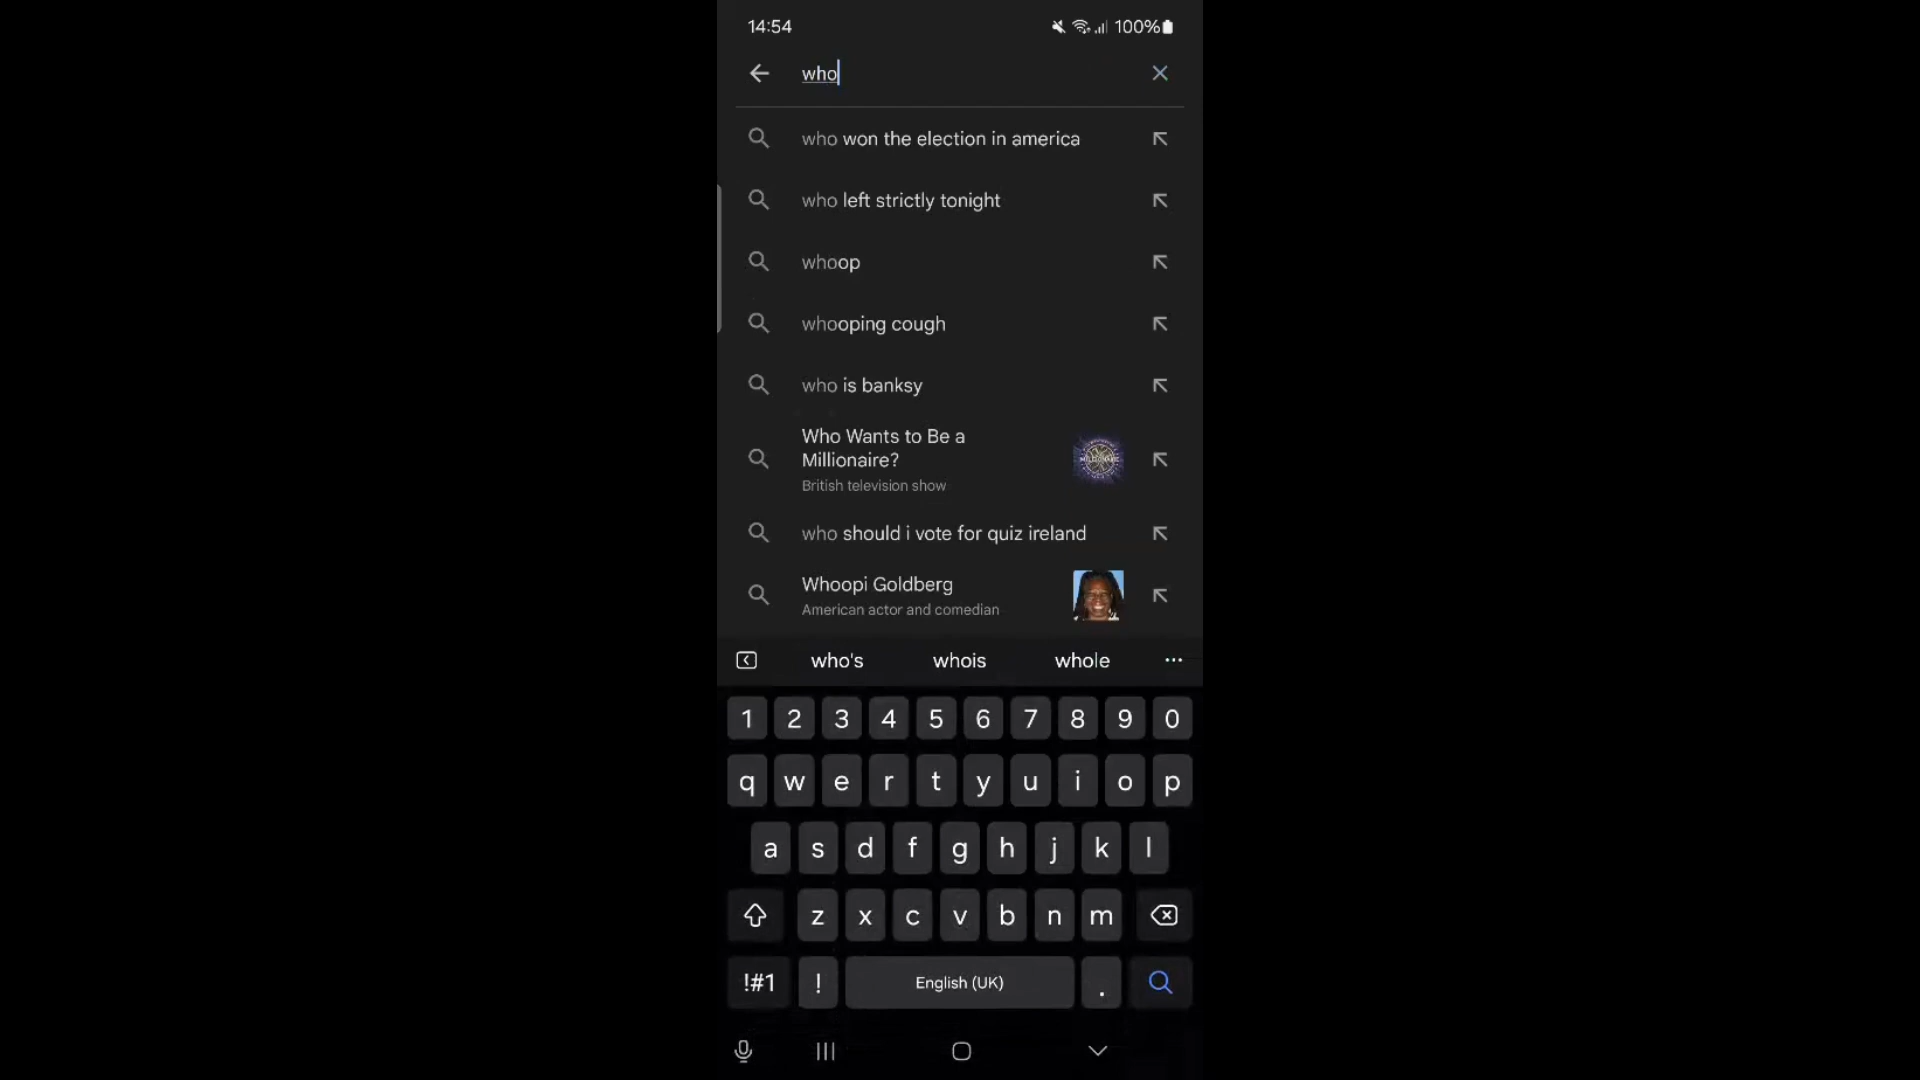 14:54 100%
who
who won the election in america
who left strictly tonight
whoop
whooping cough
who is banksy
Who Wants to Be a
Millionaire?
British television show
MILLIONAIRE
who should i vote for quiz ireland
Whoopi Goldberg
American actor and comedian
who's whois whole ...
1 2 3 4 5 6 7 8 9 0
q w e r t y u i o p
a s d f g h j k l
z x c v b n m
!#1 ! English (UK) .